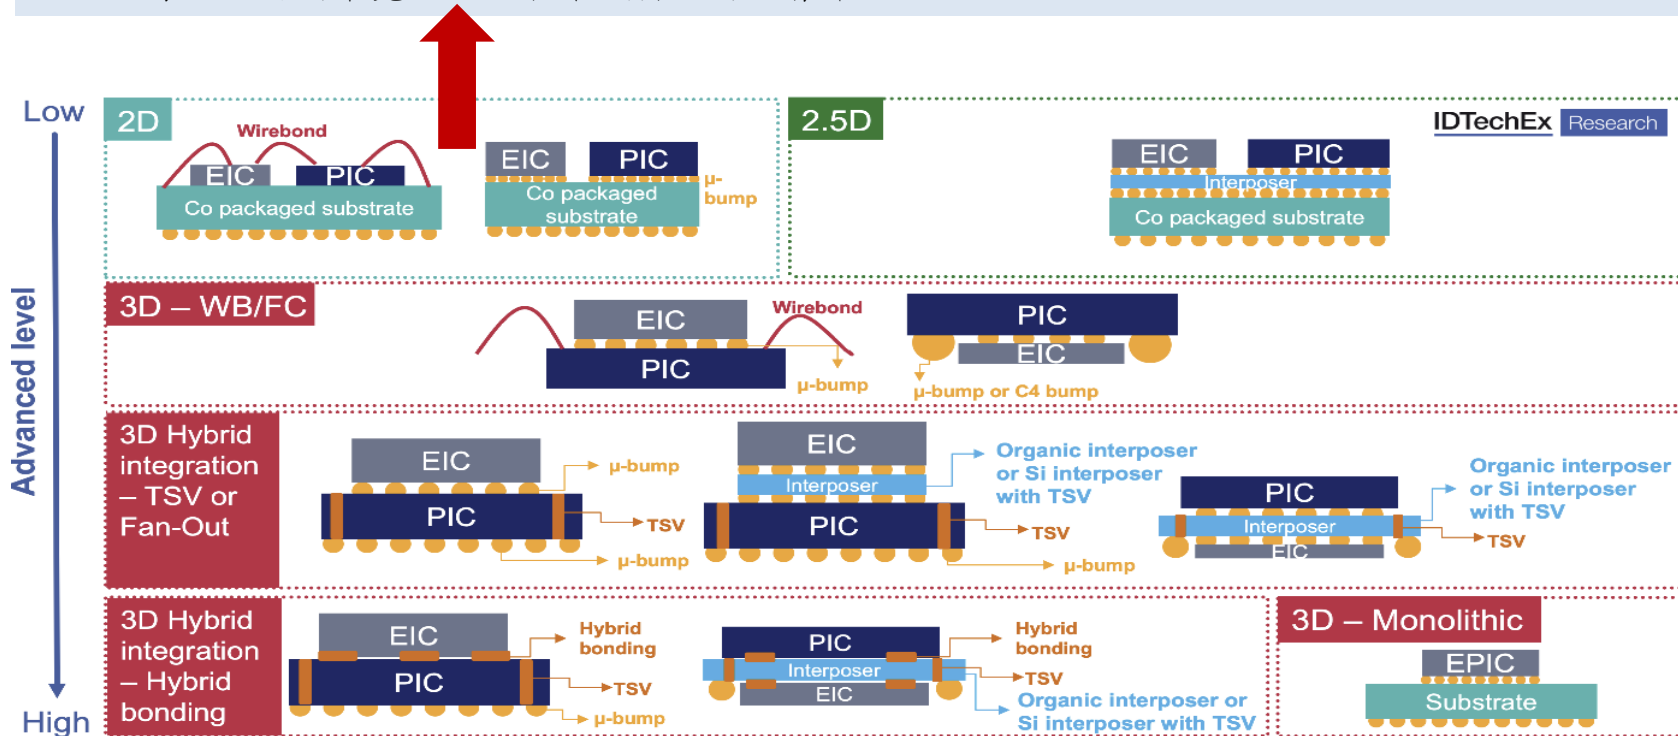 Low
Advanced level
High
2D
Wirebond
EIC
PIC
Co packaged substrate
EIC
PIC
μ-
bump
Co packaged
substrate
2.5D
IDTechEx Research
EIC
PIC
Interposer
Co packaged substrate
3D – WB/FC
EIC
Wirebond
PIC
μ-bump
PIC
EIC
μ-bump or C4 bump
3D Hybrid
integration
– TSV or
Fan-Out
EIC
μ-bump
PIC
TSV
μ-bump
EIC
Interposer
Organic interposer
or Si interposer
with TSV
PIC
TSV
μ-bump
PIC
Interposer
EIC
Organic interposer
or Si interposer
with TSV
TSV
3D Hybrid
integration
– Hybrid
bonding
EIC
Hybrid
bonding
PIC
TSV
μ-bump
PIC
Interposer
EIC
Hybrid
bonding
TSV
Organic interposer or
Si interposer with TSV
3D – Monolithic
EPIC
Substrate